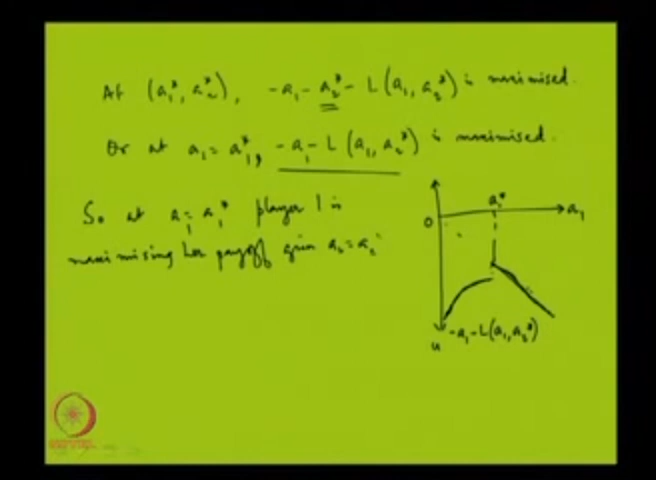 At (a₁*, a₂*), -a₁ - a₂* - L(a₁, a₂*) is maximised.
Or at a₁ = a₁*, -a₁ - L(a₁, a₂*) is maximised.
So at a₁ = a₁* player 1 is
maximising her payoff given a₂ = a₂*
a₁*
0
a₁
-a₁ - L(a₁, a₂*)
u